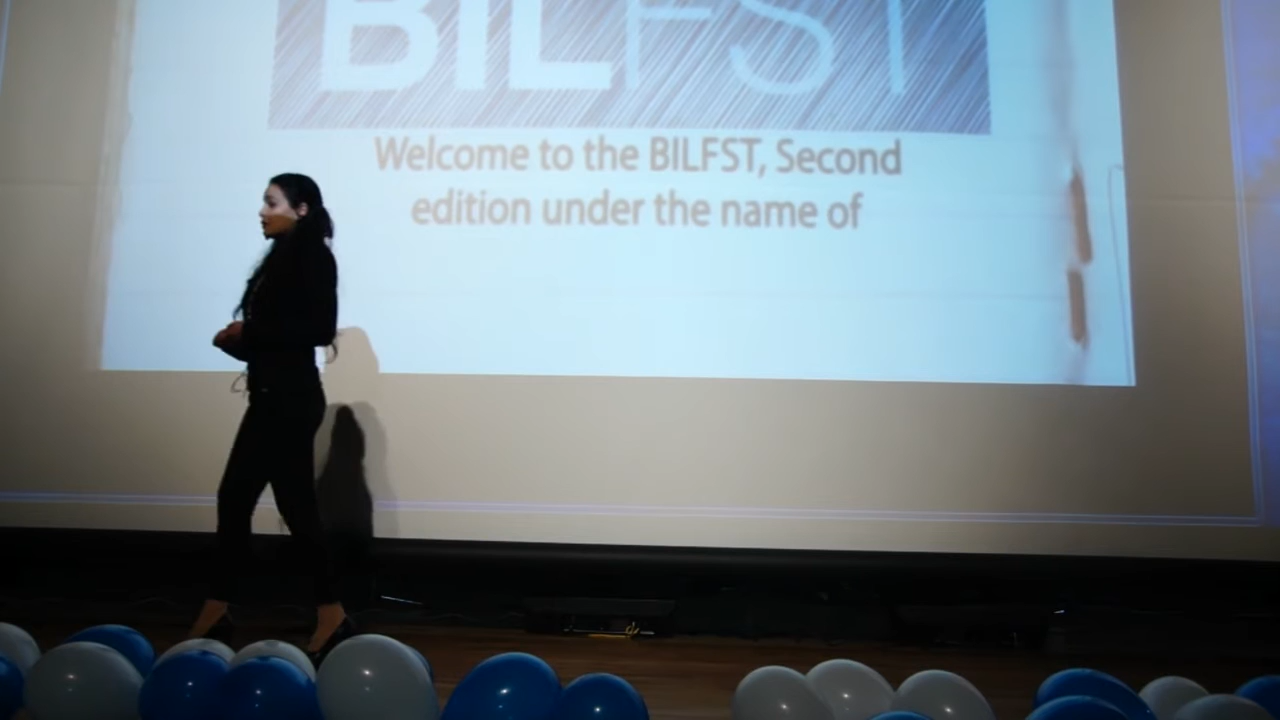 BILFST
Welcome to the BILFST, Second
edition under the name of